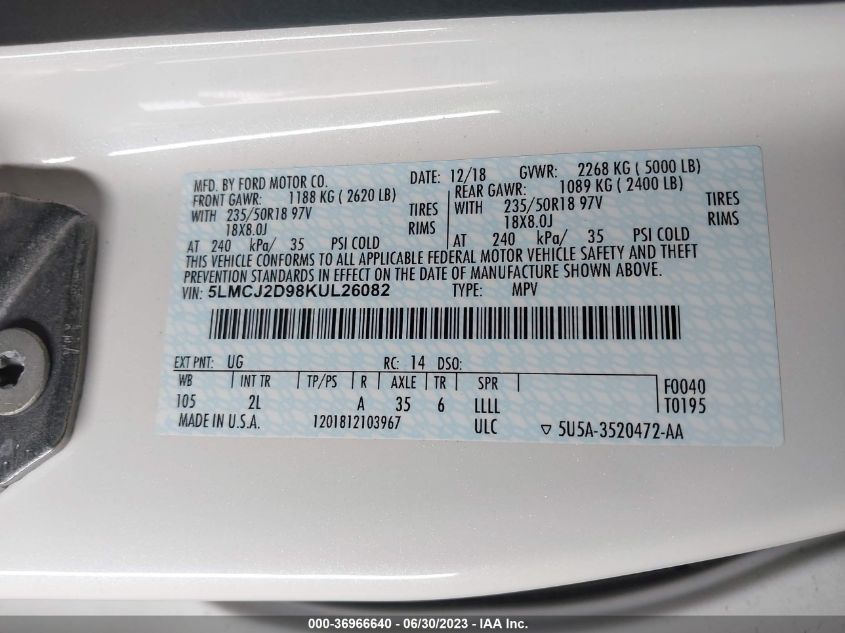 MFD. BY FORD MOTOR CO. DATE: 12/18 GVWR: 2268 KG ( 5000 LB)
FRONT GAWR: 1188 KG ( 2620 LB) REAR GAWR: 1089 KG ( 2400 LB)
WITH 235/50R18 97V TIRES WITH 235/50R18 97V TIRES
18X8.0J RIMS 18X8.0J RIMS
AT 240 kPa/ 35 PSI COLD AT 240 kPa/ 35 PSI COLD
THIS VEHICLE CONFORMS TO ALL APPLICABLE FEDERAL MOTOR VEHICLE SAFETY AND THEFT
PREVENTION STANDARDS IN EFFECT ON THE DATE OF MANUFACTURE SHOWN ABOVE.
VIN: 5LMCJ2D98KUL26082 TYPE: MPV
EXT PNT: UG RC: 14 DSO:
WB INT TR TP/PS R AXLE TR SPR F0040
105 2L A 35 6 LLLL T0195
MADE IN U.S.A. 1201812103967 ULC ▽ 5U5A-3520472-AA
000-36966640 - 06/30/2023 - IAA Inc.